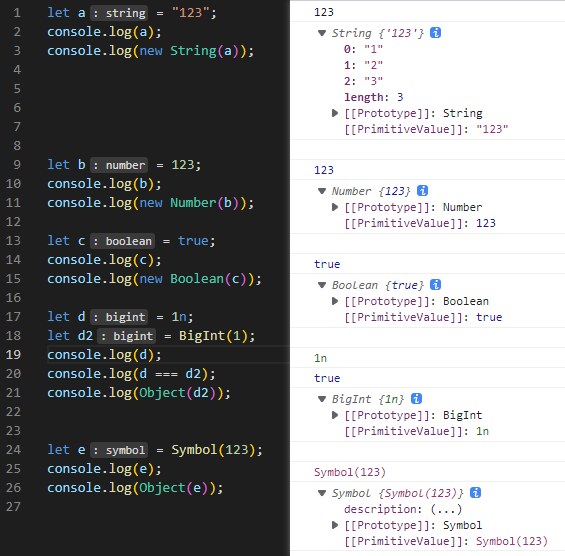 1 let a : string = "123";
2 console.log(a);
3 console.log(new String(a));
4
5
6
7
8
9 let b : number = 123;
10 console.log(b);
11 console.log(new Number(b));
12
13 let c : boolean = true;
14 console.log(c);
15 console.log(new Boolean(c));
16
17 let d : bigint = 1n;
18 let d2 : bigint = BigInt(1);
19 console.log(d);
20 console.log(d === d2);
21 console.log(Object(d2));
22
23
24 let e : symbol = Symbol(123);
25 console.log(e);
26 console.log(Object(e));
27
123
String {'123'} i
0: "1"
1: "2"
2: "3"
length: 3
[[Prototype]]: String
[[PrimitiveValue]]: "123"
123
Number {123} i
[[Prototype]]: Number
[[PrimitiveValue]]: 123
true
Boolean {true} i
[[Prototype]]: Boolean
[[PrimitiveValue]]: true
1n
true
BigInt {1n} i
[[Prototype]]: BigInt
[[PrimitiveValue]]: 1n
Symbol(123)
Symbol {Symbol(123)} i
description: (...)
[[Prototype]]: Symbol
[[PrimitiveValue]]: Symbol(123)